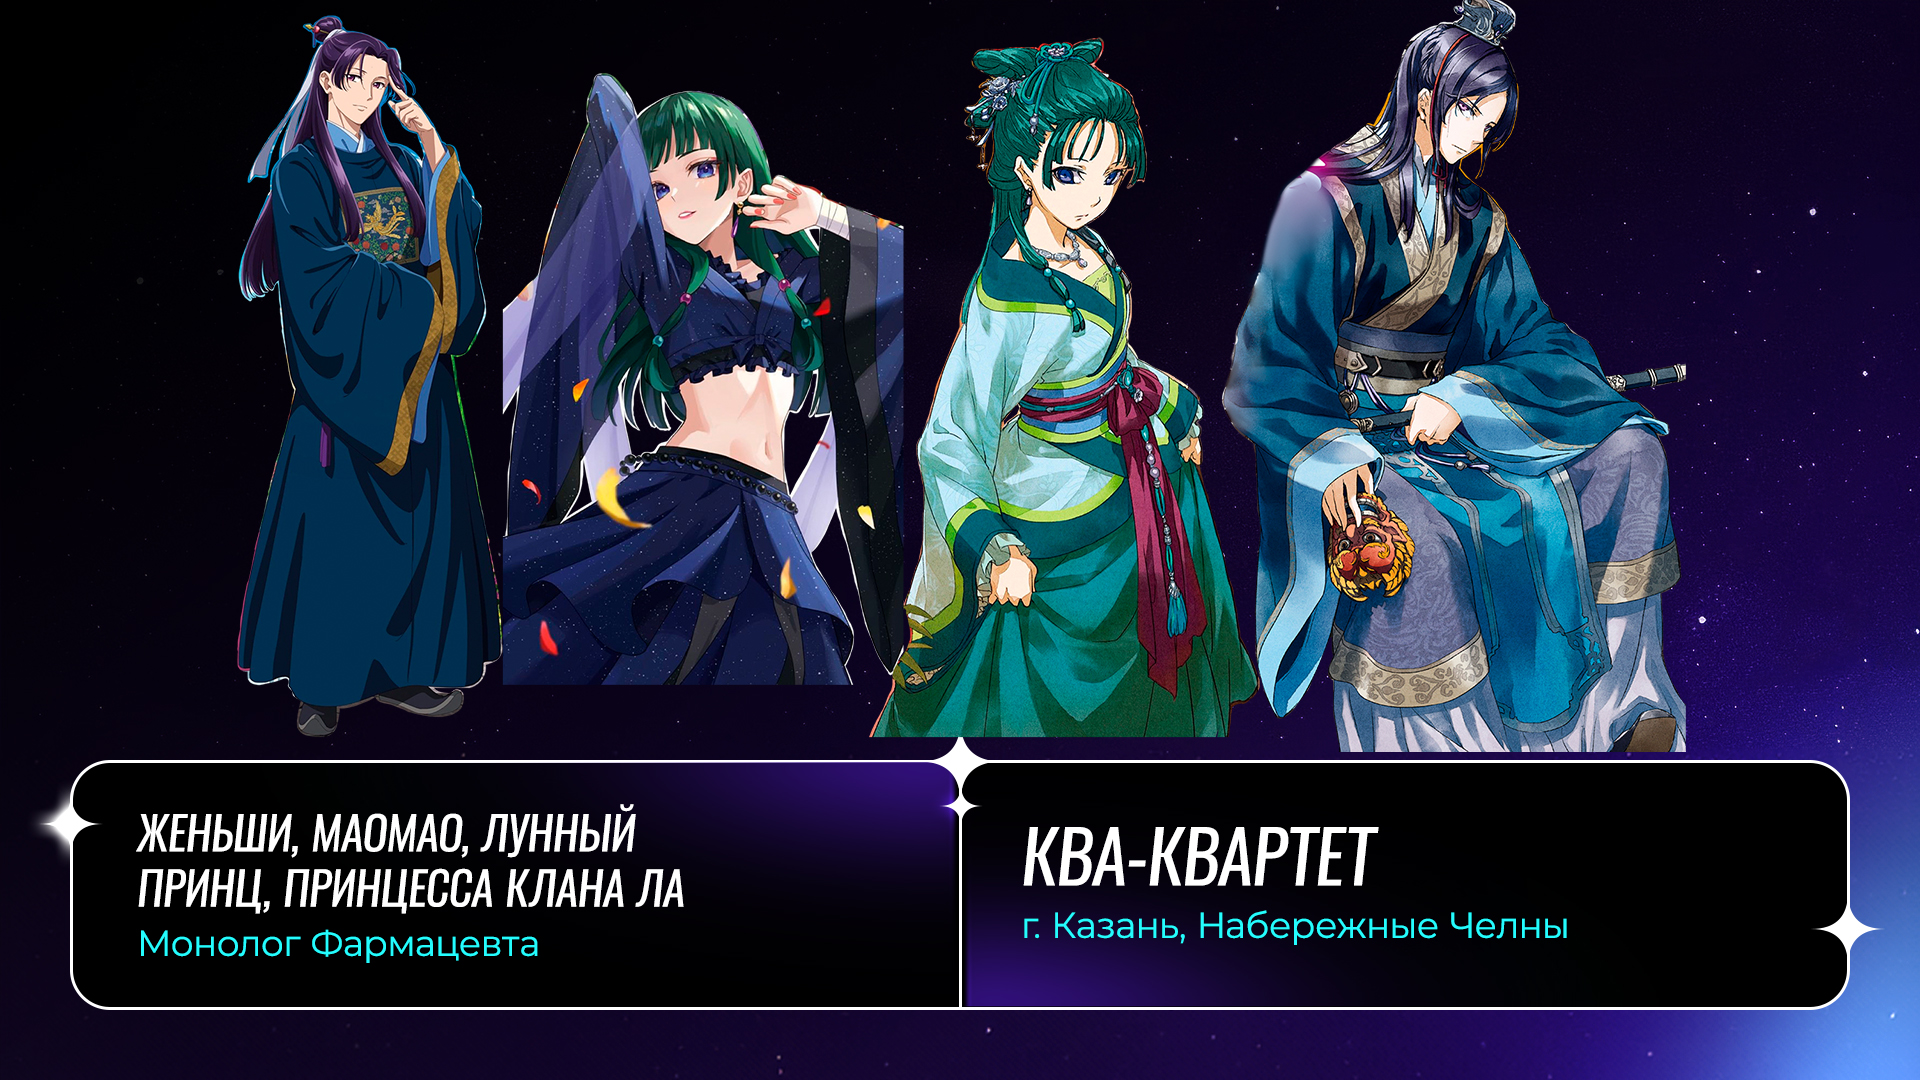 ЖЕНЬШИ, МАОМАО, ЛУННЫЙ
ПРИНЦ, ПРИНЦЕССА КЛАНА ЛА
Монолог Фармацевта
КВА-КВАРТЕТ
г. Казань, Набережные Челны